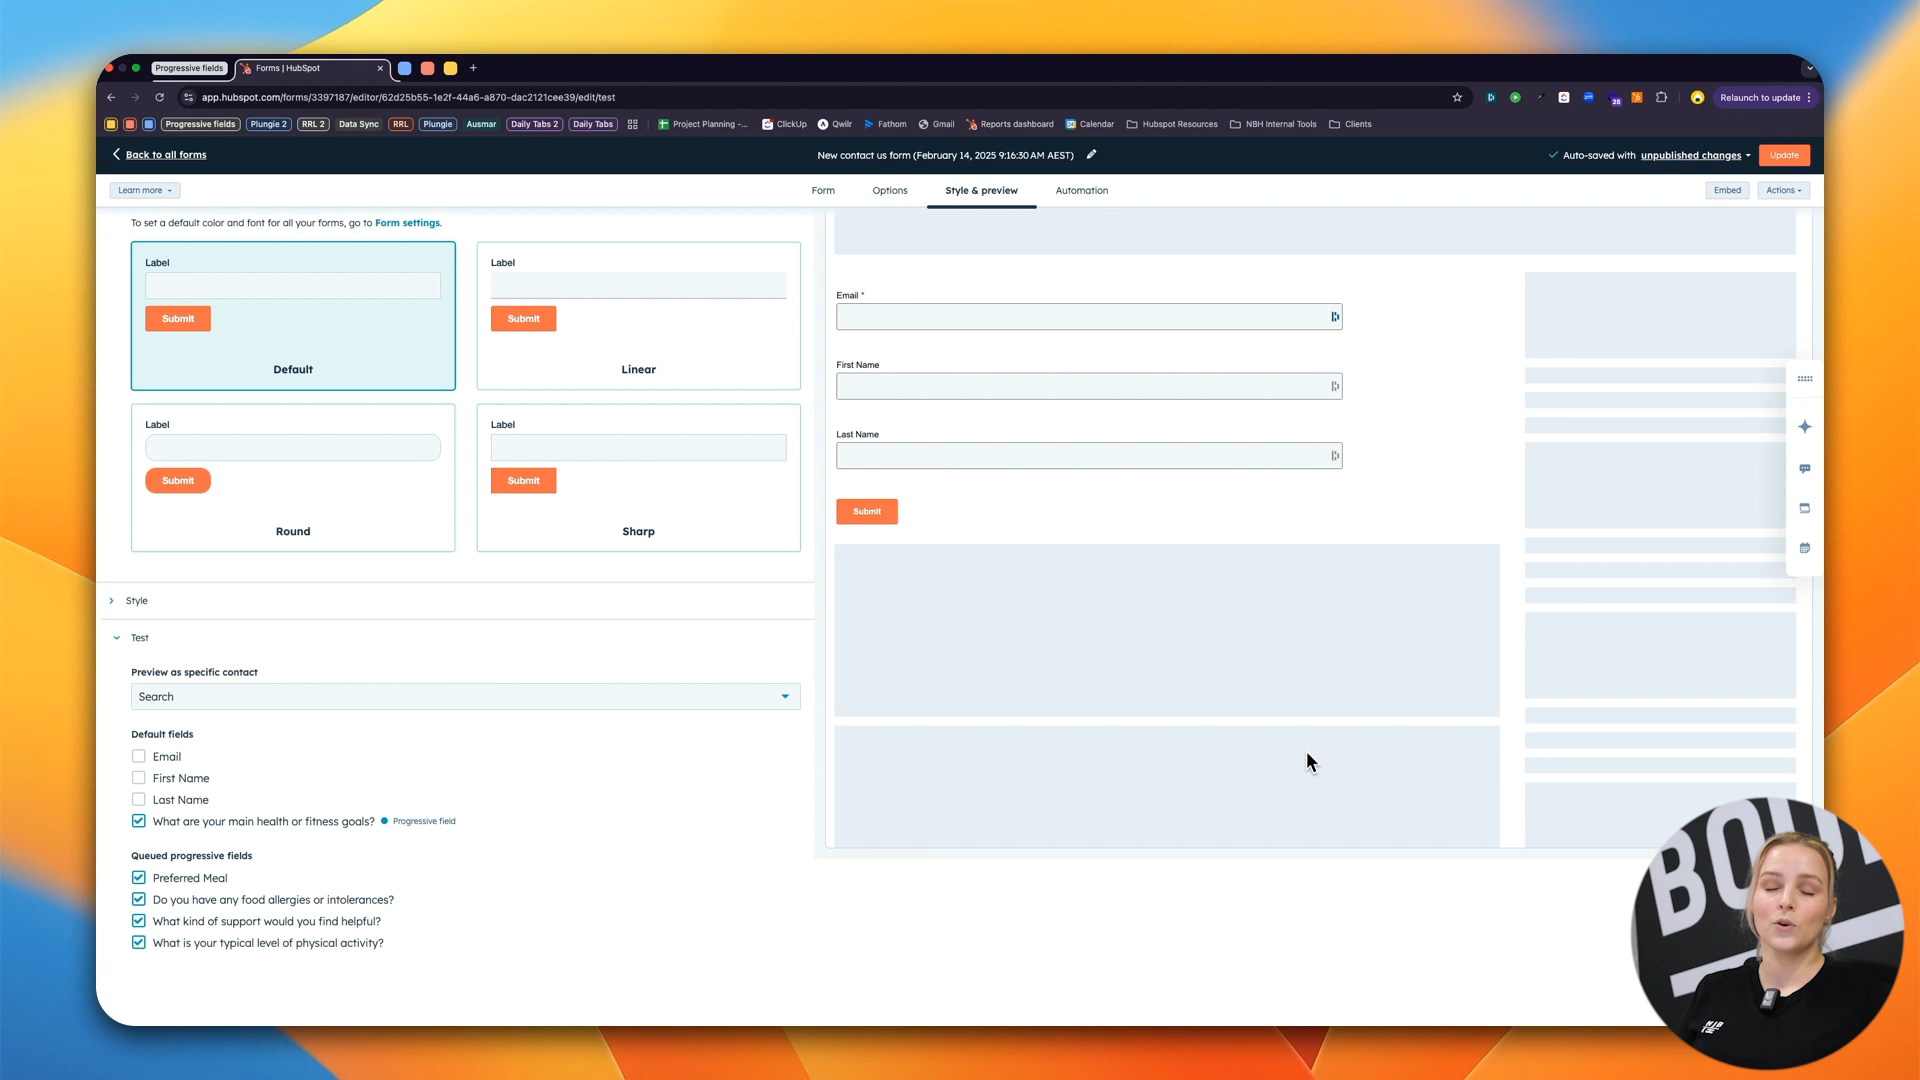 Progressive fields
Forms | HubSpot
app.hubspot.com/forms/3397187/editor/62d25b55-1e2f-44a6-a870-dac2121cee39/edit/test
25
Relaunch to update
Progressive fields
Plungie 2
RRL 2
Data Sync
RRL
Plungie
Ausmar
Daily Tabs 2
Daily Tabs
Project Planning -...
ClickUp
Qwilr
Fathom
Gmail
Reports dashboard
Calendar
Hubspot Resources
NBH Internal Tools
Clients
Back to all forms
New contact us form (February 14, 2025 9:16:30 AM AEST)
Auto-saved with unpublished changes
Update
Learn more
Form
Options
Style & preview
Automation
Embed
Actions
To set a default color and font for all your forms, go to Form settings.
Label
Submit
Default
Label
Submit
Linear
Label
Submit
Round
Label
Submit
Sharp
Style
Test
Preview as specific contact
Search
Default fields
Email
First Name
Last Name
What are your main health or fitness goals?
Progressive field
Queued progressive fields
Preferred Meal
Do you have any food allergies or intolerances?
What kind of support would you find helpful?
What is your typical level of physical activity?
Email *
First Name
Last Name
Submit